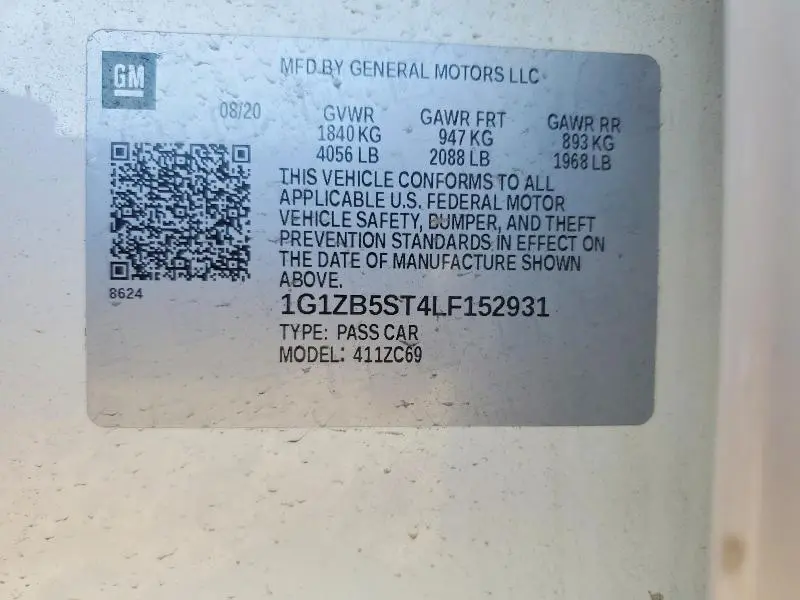 GM
MFD BY GENERAL MOTORS LLC
08/20 GVWR GAWR FRT GAWR RR
1840 KG 947 KG 893 KG
4056 LB 2088 LB 1968 LB
THIS VEHICLE CONFORMS TO ALL
APPLICABLE U.S. FEDERAL MOTOR
VEHICLE SAFETY, BUMPER, AND THEFT
PREVENTION STANDARDS IN EFFECT ON
THE DATE OF MANUFACTURE SHOWN
ABOVE.
8624
1G1ZB5ST4LF152931
TYPE: PASS CAR
MODEL: 411ZC69